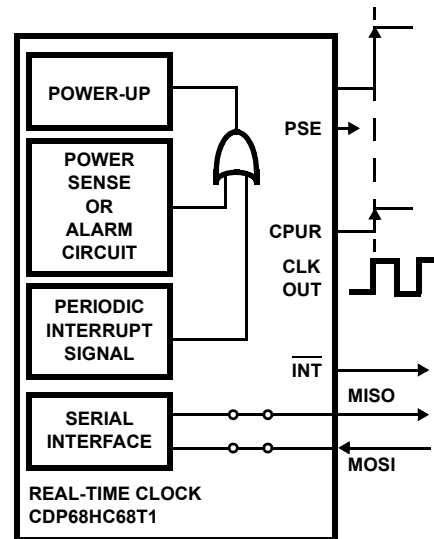 POWER-UP
PSE
POWER
SENSE
OR
ALARM
CIRCUIT
CPUR
CLK
OUT
PERIODIC
INTERRUPT
SIGNAL
INT
MISO
SERIAL
INTERFACE
MOSI
REAL-TIME CLOCK
CDP68HC68T1